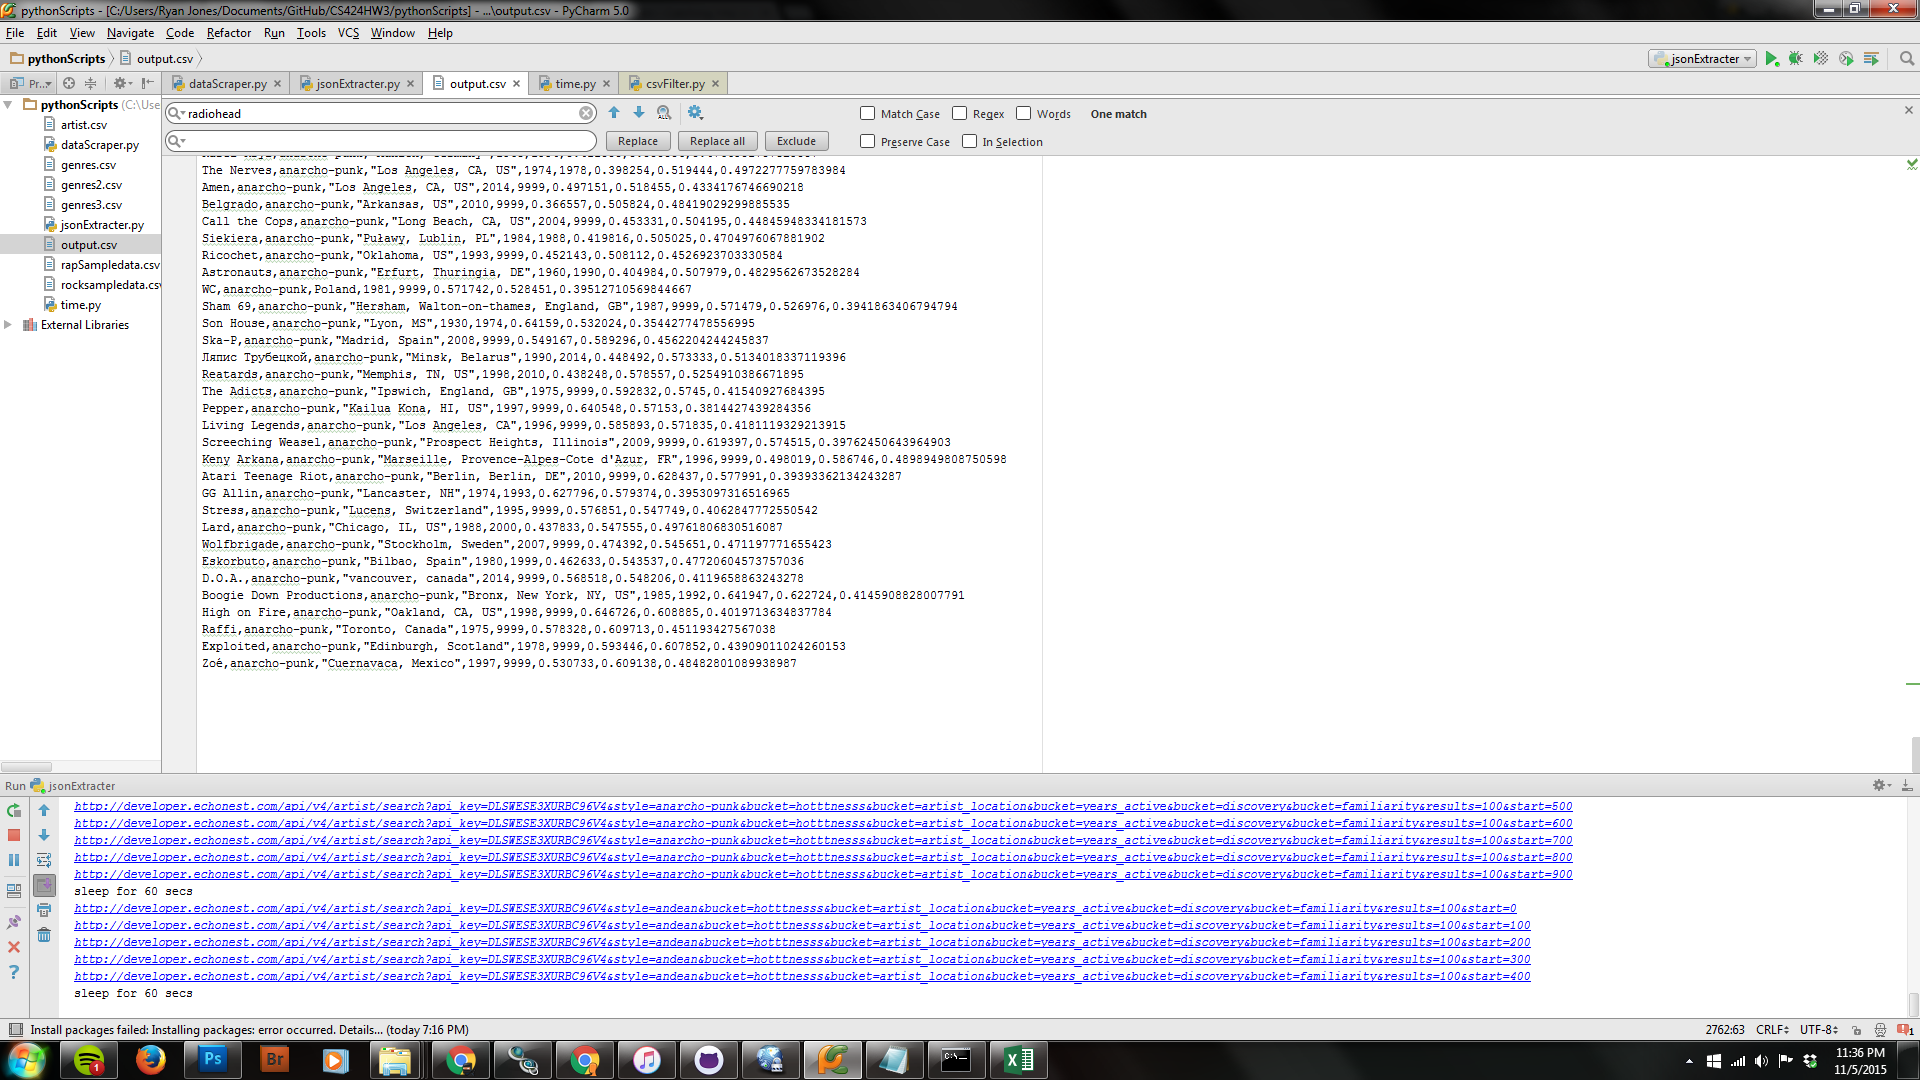 pythonScripts - [C:/Users/Ryan Jones/Documents/GitHub/CS424HW3/pythonScripts] - ...\output.csv - PyCharm 5.0
File Edit View Navigate Code Refactor Run Tools VCS Window Help
pythonScripts output.csv jsonExtracter
Pr... dataScraper.py jsonExtracter.py output.csv time.py csvFilter.py
pythonScripts (C:\Use
artist.csv
dataScraper.py
genres.csv
genres2.csv
genres3.csv
jsonExtracter.py
output.csv
rapSampledata.csv
rocksampledata.csv
time.py
External Libraries
radiohead Match Case Regex Words One match
Replace Replace all Exclude Preserve Case In Selection
The Nerves,anarcho-punk,"Los Angeles, CA, US",1974,1978,0.398254,0.519444,0.4972277759783984
Amen,anarcho-punk,"Los Angeles, CA, US",2014,9999,0.497151,0.518455,0.4334176746690218
Belgrado,anarcho-punk,"Arkansas, US",2010,9999,0.366557,0.505824,0.48419029299885535
Call the Cops,anarcho-punk,"Long Beach, CA, US",2004,9999,0.453331,0.504195,0.44845948334181573
Siekiera,anarcho-punk,"Puławy, Lublin, PL",1984,1988,0.419816,0.505025,0.4704976067881902
Ricochet,anarcho-punk,"Oklahoma, US",1993,9999,0.452143,0.508112,0.4526923703330584
Astronauts,anarcho-punk,"Erfurt, Thuringia, DE",1960,1990,0.404984,0.507979,0.4829562673528284
WC,anarcho-punk,Poland,1981,9999,0.571742,0.528451,0.39512710569844667
Sham 69,anarcho-punk,"Hersham, Walton-on-thames, England, GB",1987,9999,0.571479,0.526976,0.3941863406794794
Son House,anarcho-punk,"Lyon, MS",1930,1974,0.64159,0.532024,0.3544277478556995
Ska-P,anarcho-punk,"Madrid, Spain",2008,9999,0.549167,0.589296,0.4562204244245837
Ляпис Трубецкой,anarcho-punk,"Minsk, Belarus",1990,2014,0.448492,0.573333,0.5134018337119396
Reatards,anarcho-punk,"Memphis, TN, US",1998,2010,0.438248,0.578557,0.5254910386671895
The Adicts,anarcho-punk,"Ipswich, England, GB",1975,9999,0.592832,0.5745,0.41540927684395
Pepper,anarcho-punk,"Kailua Kona, HI, US",1997,9999,0.640548,0.57153,0.3814427439284356
Living Legends,anarcho-punk,"Los Angeles, CA",1996,9999,0.585893,0.571835,0.4181119329213915
Screeching Weasel,anarcho-punk,"Prospect Heights, Illinois",2009,9999,0.619397,0.574515,0.39762450643964903
Keny Arkana,anarcho-punk,"Marseille, Provence-Alpes-Cote d'Azur, FR",1996,9999,0.498019,0.586746,0.4898949808750598
Atari Teenage Riot,anarcho-punk,"Berlin, Berlin, DE",2010,9999,0.628437,0.577991,0.39393362134243287
GG Allin,anarcho-punk,"Lancaster, NH",1974,1993,0.627796,0.579374,0.3953097316516965
Stress,anarcho-punk,"Lucens, Switzerland",1995,9999,0.576851,0.547749,0.4062847772550542
Lard,anarcho-punk,"Chicago, IL, US",1988,2000,0.437833,0.547555,0.49761806830516087
Wolfbrigade,anarcho-punk,"Stockholm, Sweden",2007,9999,0.474392,0.545651,0.471197771655423
Eskorbuto,anarcho-punk,"Bilbao, Spain",1980,1999,0.462633,0.543537,0.47720604573757036
D.O.A.,anarcho-punk,"vancouver, canada",2014,9999,0.568518,0.548206,0.4119658863243278
Boogie Down Productions,anarcho-punk,"Bronx, New York, NY, US",1985,1992,0.641947,0.622724,0.4145908828007791
High on Fire,anarcho-punk,"Oakland, CA, US",1998,9999,0.646726,0.608885,0.4019713634837784
Raffi,anarcho-punk,"Toronto, Canada",1975,9999,0.578328,0.609713,0.451193427567038
Exploited,anarcho-punk,"Edinburgh, Scotland",1978,9999,0.593446,0.607852,0.43909011024260153
Zoé,anarcho-punk,"Cuernavaca, Mexico",1997,9999,0.530733,0.609138,0.48482801089938987
Run jsonExtracter
http://developer.echonest.com/api/v4/artist/search?api_key=DLSWESE3XURBC96V4&style=anarcho-punk&bucket=hotttnesss&bucket=artist_location&bucket=years_active&bucket=discovery&bucket=familiarity&results=100&start=500
http://developer.echonest.com/api/v4/artist/search?api_key=DLSWESE3XURBC96V4&style=anarcho-punk&bucket=hotttnesss&bucket=artist_location&bucket=years_active&bucket=discovery&bucket=familiarity&results=100&start=600
http://developer.echonest.com/api/v4/artist/search?api_key=DLSWESE3XURBC96V4&style=anarcho-punk&bucket=hotttnesss&bucket=artist_location&bucket=years_active&bucket=discovery&bucket=familiarity&results=100&start=700
http://developer.echonest.com/api/v4/artist/search?api_key=DLSWESE3XURBC96V4&style=anarcho-punk&bucket=hotttnesss&bucket=artist_location&bucket=years_active&bucket=discovery&bucket=familiarity&results=100&start=800
http://developer.echonest.com/api/v4/artist/search?api_key=DLSWESE3XURBC96V4&style=anarcho-punk&bucket=hotttnesss&bucket=artist_location&bucket=years_active&bucket=discovery&bucket=familiarity&results=100&start=900
sleep for 60 secs
http://developer.echonest.com/api/v4/artist/search?api_key=DLSWESE3XURBC96V4&style=andean&bucket=hotttnesss&bucket=artist_location&bucket=years_active&bucket=discovery&bucket=familiarity&results=100&start=0
http://developer.echonest.com/api/v4/artist/search?api_key=DLSWESE3XURBC96V4&style=andean&bucket=hotttnesss&bucket=artist_location&bucket=years_active&bucket=discovery&bucket=familiarity&results=100&start=100
http://developer.echonest.com/api/v4/artist/search?api_key=DLSWESE3XURBC96V4&style=andean&bucket=hotttnesss&bucket=artist_location&bucket=years_active&bucket=discovery&bucket=familiarity&results=100&start=200
http://developer.echonest.com/api/v4/artist/search?api_key=DLSWESE3XURBC96V4&style=andean&bucket=hotttnesss&bucket=artist_location&bucket=years_active&bucket=discovery&bucket=familiarity&results=100&start=300
http://developer.echonest.com/api/v4/artist/search?api_key=DLSWESE3XURBC96V4&style=andean&bucket=hotttnesss&bucket=artist_location&bucket=years_active&bucket=discovery&bucket=familiarity&results=100&start=400
sleep for 60 secs
Install packages failed: Installing packages: error occurred. Details... (today 7:16 PM) 2762:63 CRLF UTF-8 1
1 Ps Br C:\
11:36 PM
11/5/2015